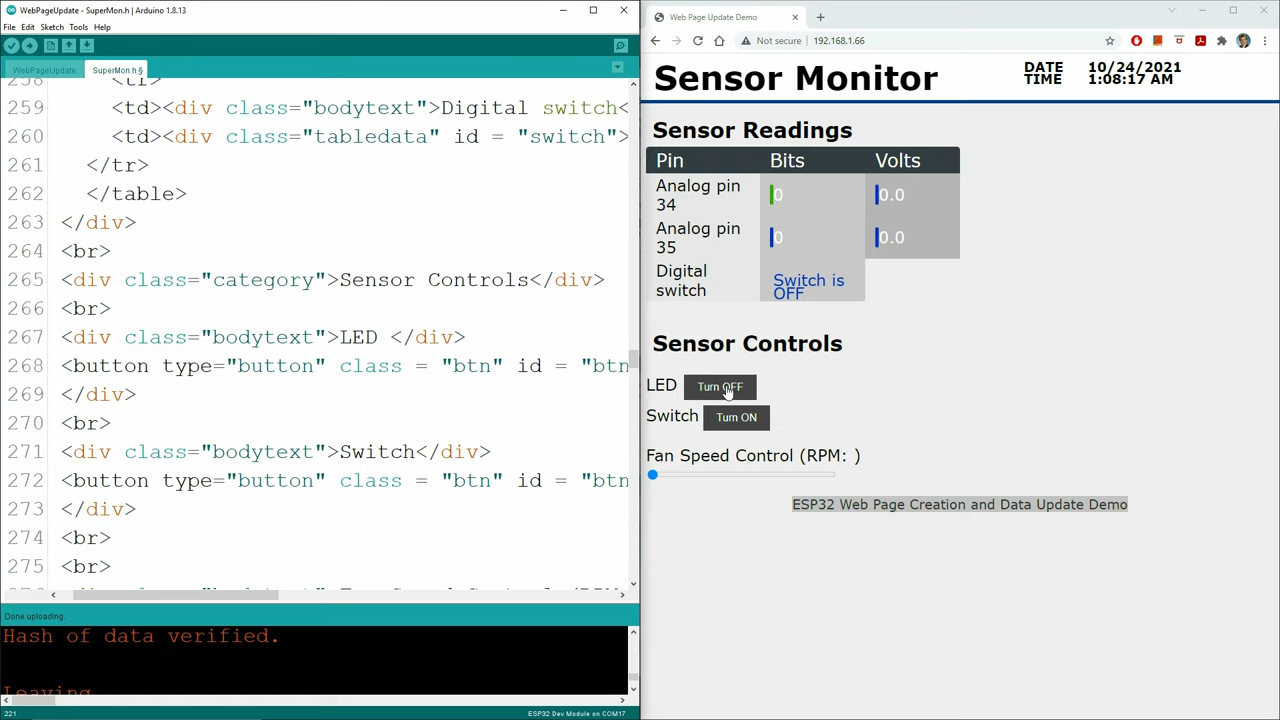 WebPageUpdate - SuperMon.h | Arduino 1.8.13
File Edit Sketch Tools Help
WebPageUpdate SuperMon.h §
258 <tr>
259 <td><div class="bodytext">Digital switch<
260 <td><div class="tabledata" id = "switch">
261 </tr>
262 </table>
263 </div>
264 <br>
265 <div class="category">Sensor Controls</div>
266 <br>
267 <div class="bodytext">LED </div>
268 <button type="button" class = "btn" id = "btn
269 </div>
270 <br>
271 <div class="bodytext">Switch</div>
272 <button type="button" class = "btn" id = "btn
273 </div>
274 <br>
275 <br>
Done uploading.
Hash of data verified.
Leaving
221 ESP32 Dev Module on COM17
Web Page Update Demo
Not secure | 192.168.1.66
Sensor Monitor
DATE 10/24/2021
TIME 1:08:17 AM
Sensor Readings
Pin Bits Volts
Analog pin
34 0 0.0
Analog pin
35 0 0.0
Digital
switch
Switch is
OFF
Sensor Controls
LED Turn OFF
Switch Turn ON
Fan Speed Control (RPM: )
ESP32 Web Page Creation and Data Update Demo